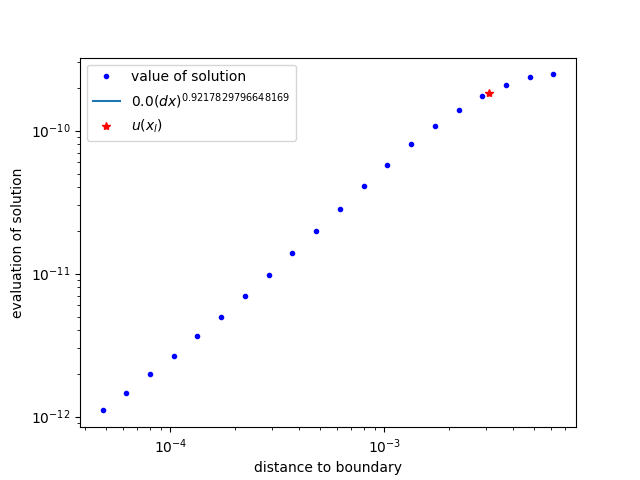 value of solution
0.0(dx)^0.9217829796648169
u(x_l)
10^-10
10^-11
10^-12
evaluation of solution
10^-4
10^-3
distance to boundary